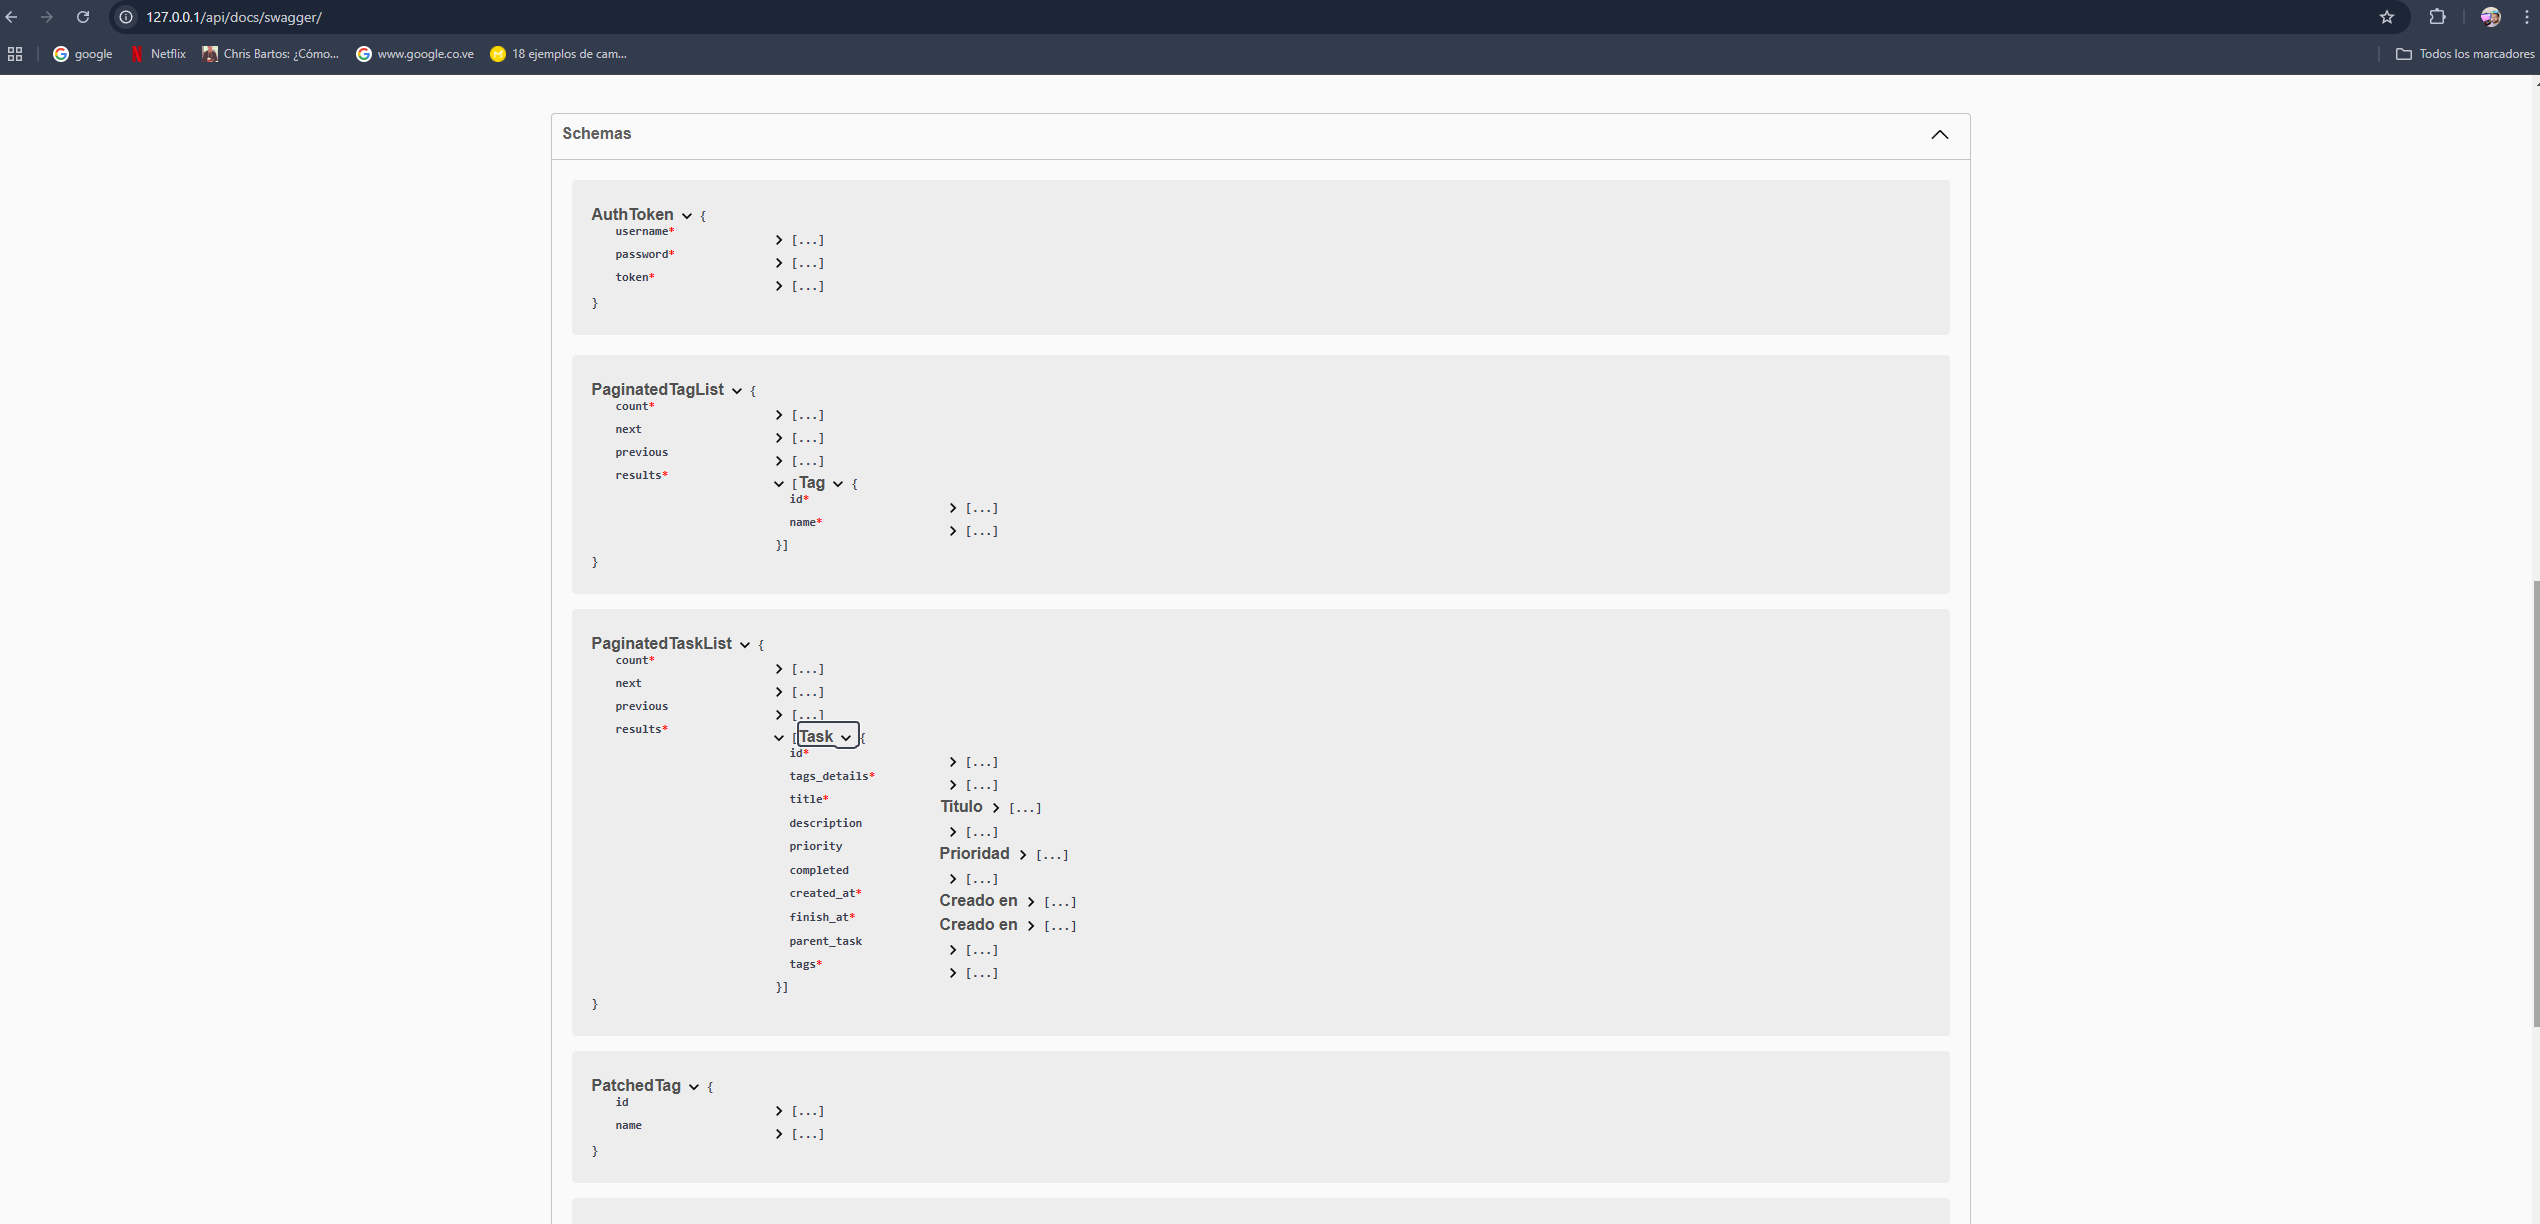 127.0.0.1/api/docs/swagger/
google Netflix Chris Bartos: ¿Cómo... www.google.co.ve 18 ejemplos de cam... Todos los marcadores
Schemas
AuthToken {
username* [...]
password* [...]
token* [...]
}
PaginatedTagList {
count* [...]
next [...]
previous [...]
results* [Tag {
id* [...]
name* [...]
}]
}
PaginatedTaskList {
count* [...]
next [...]
previous [...]
results* [Task {
id* [...]
tags_details* [...]
title* Titulo [...]
description [...]
priority Prioridad [...]
completed [...]
created_at* Creado en [...]
finish_at* Creado en [...]
parent_task [...]
tags* [...]
}]
}
PatchedTag {
id [...]
name [...]
}